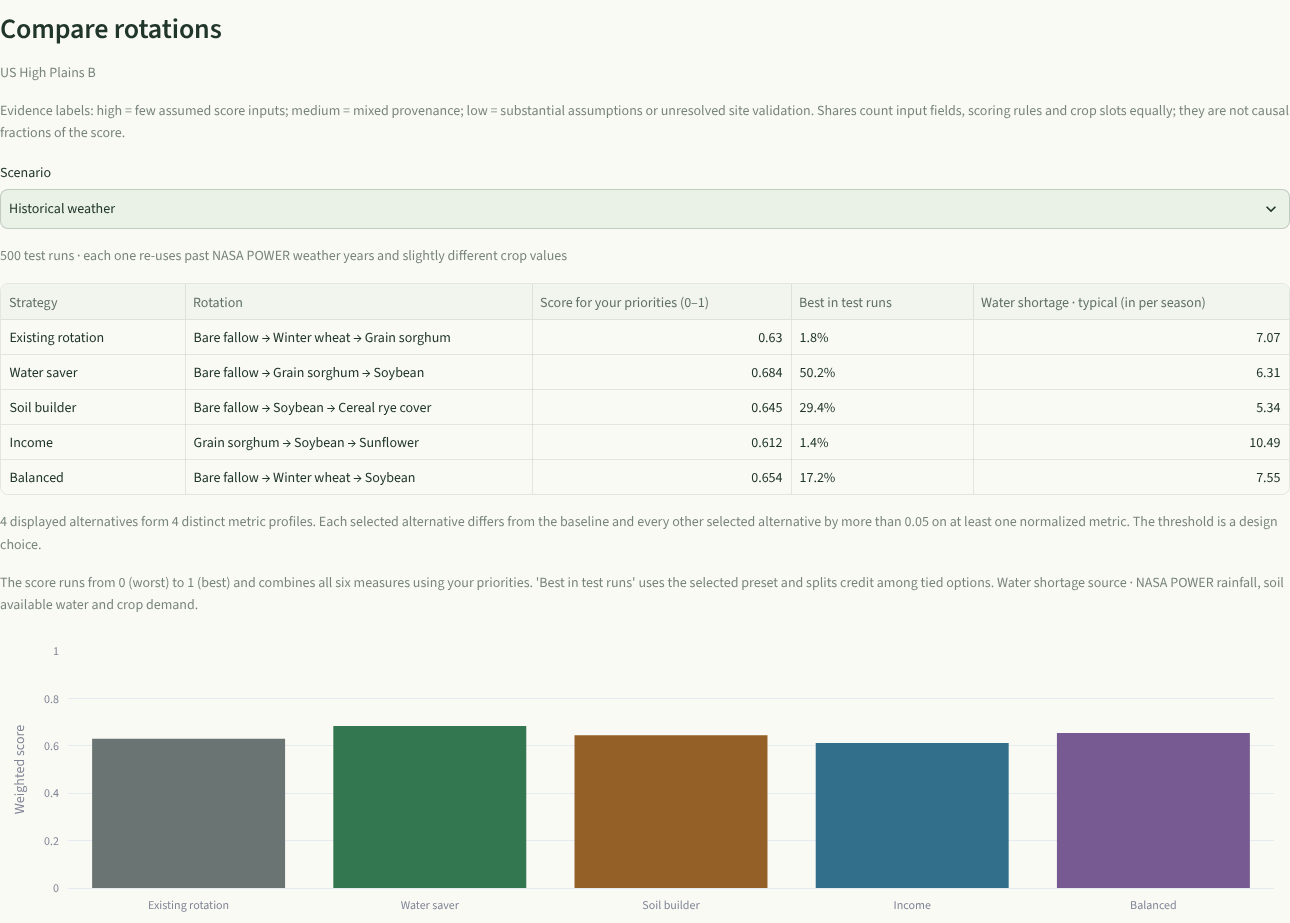 Compare rotations
US High Plains B
Evidence labels: high = few assumed score inputs; medium = mixed provenance; low = substantial assumptions or unresolved site validation. Shares count input fields, scoring rules and crop slots equally; they are not causal
fractions of the score.
Scenario
Historical weather
500 test runs · each one re-uses past NASA POWER weather years and slightly different crop values
Strategy Rotation Score for your priorities (0–1) Best in test runs Water shortage · typical (in per season)
Existing rotation Bare fallow → Winter wheat → Grain sorghum 0.63 1.8% 7.07
Water saver Bare fallow → Grain sorghum → Soybean 0.684 50.2% 6.31
Soil builder Bare fallow → Soybean → Cereal rye cover 0.645 29.4% 5.34
Income Grain sorghum → Soybean → Sunflower 0.612 1.4% 10.49
Balanced Bare fallow → Winter wheat → Soybean 0.654 17.2% 7.55
4 displayed alternatives form 4 distinct metric profiles. Each selected alternative differs from the baseline and every other selected alternative by more than 0.05 on at least one normalized metric. The threshold is a design
choice.
The score runs from 0 (worst) to 1 (best) and combines all six measures using your priorities. 'Best in test runs' uses the selected preset and splits credit among tied options. Water shortage source · NASA POWER rainfall, soil
available water and crop demand.
Weighted score
1
0.8
0.6
0.4
0.2
0
Existing rotation Water saver Soil builder Income Balanced